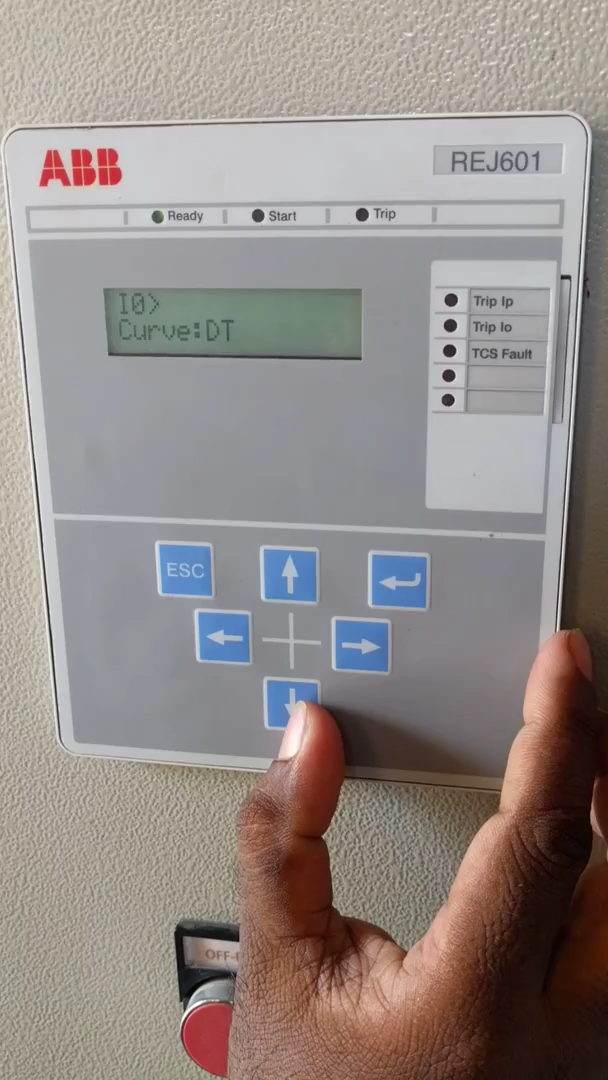 ABB
REJ601
Ready
Start
Trip
I0>
Curve:DT
Trip Ip
Trip Io
TCS Fault
ESC